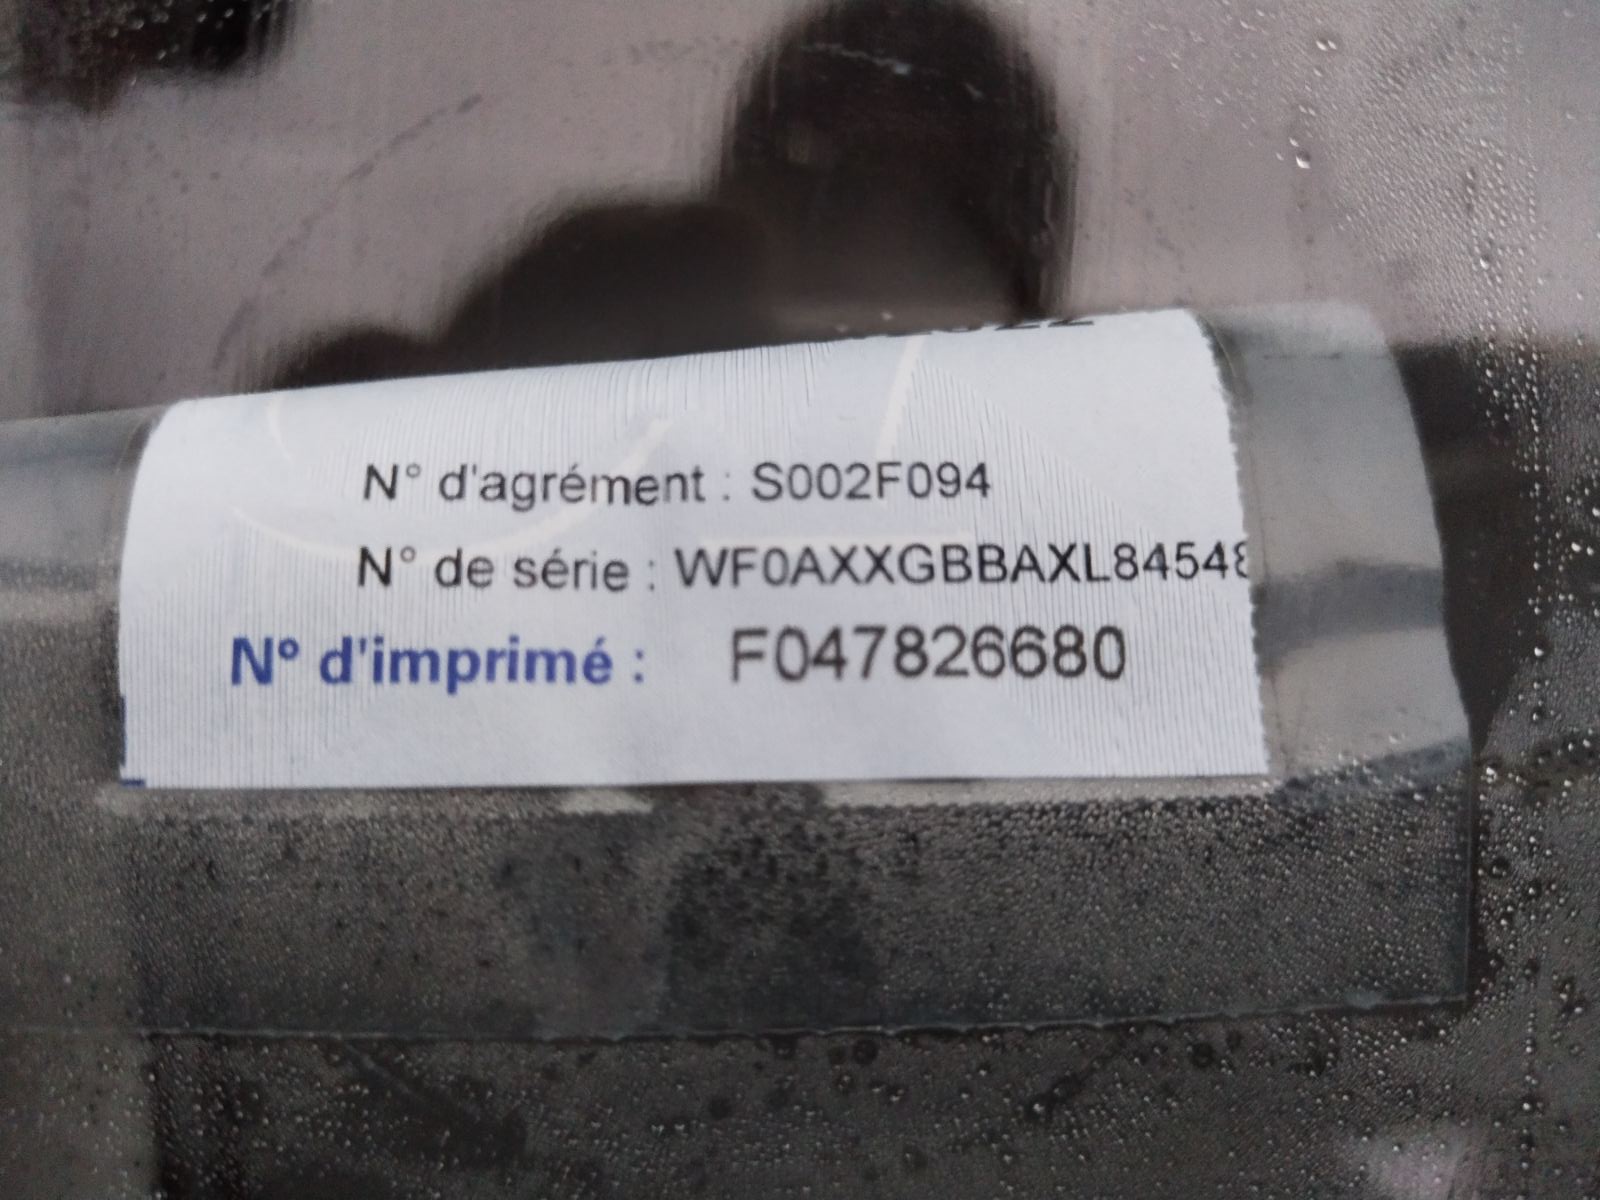 N° d'agrément : S002F094
N° de série : WF0AXXGBBAXL84548
N° d'imprimé : F047826680